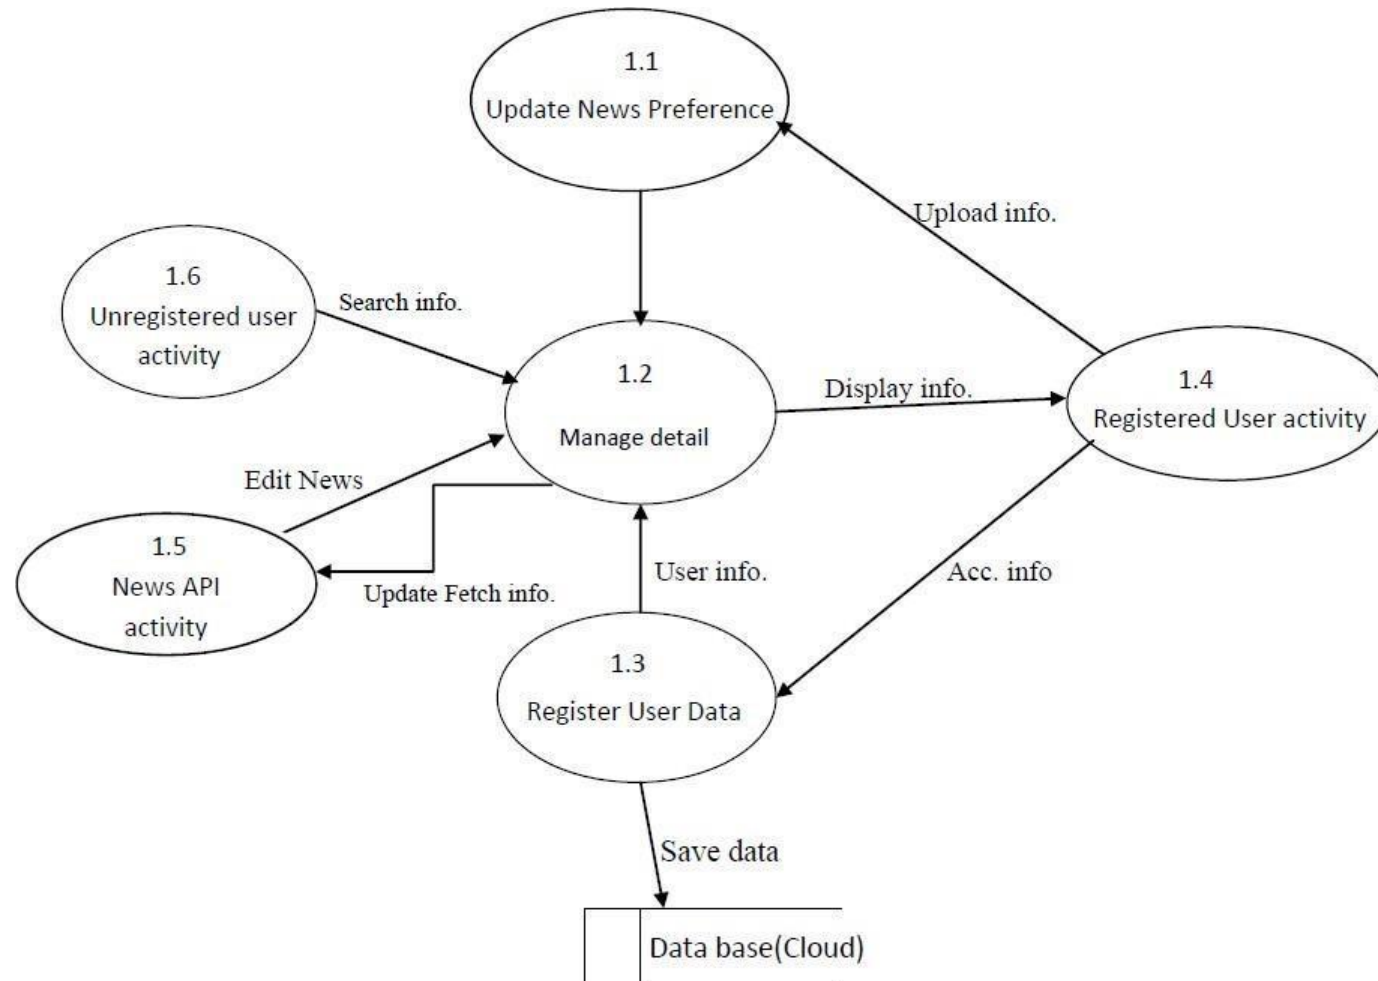 1.1
Update News Preference
Upload info.
1.6
Unregistered user
activity
Search info.
1.2
Manage detail
Display info.
1.4
Registered User activity
Edit News
1.5
News API
activity
Update Fetch info.
User info.
Acc. info
1.3
Register User Data
Save data
Data base(Cloud)